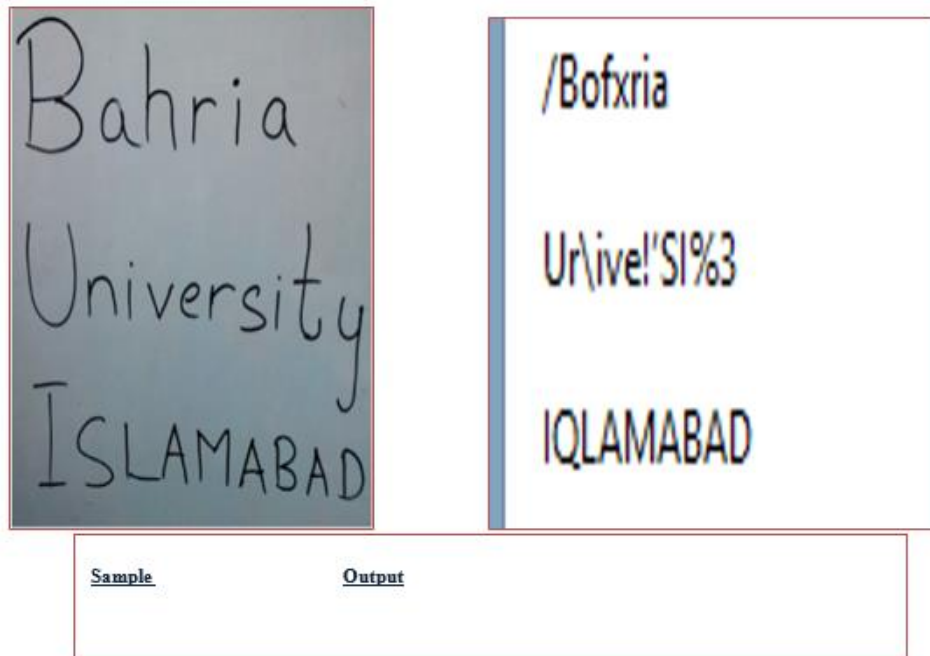 Bahria
University
ISLAMABAD
/Bofxria
Ur\ive!'SI%3
IQLAMABAD
Sample Output